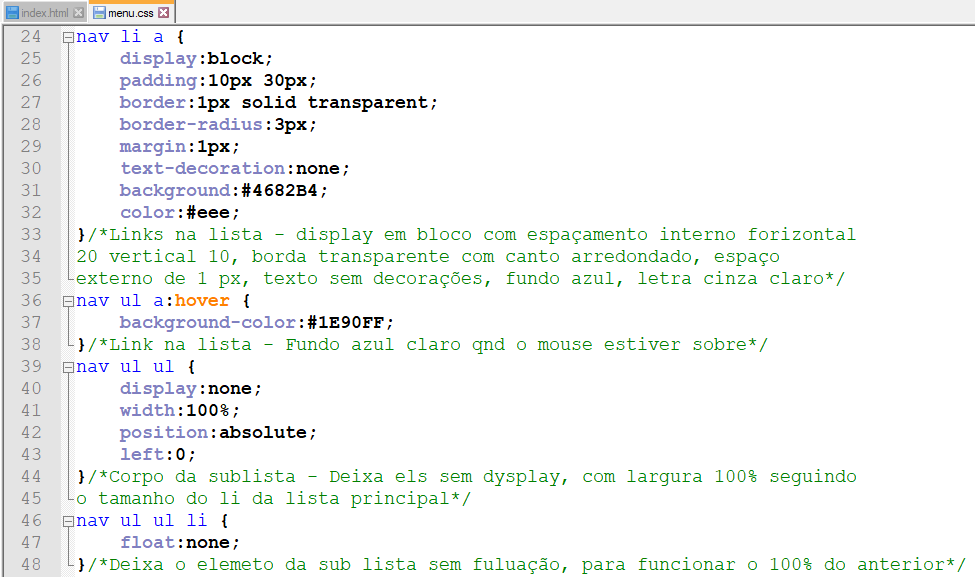 index.html menu.css
24 nav li a {
25 display:block;
26 padding:10px 30px;
27 border:1px solid transparent;
28 border-radius:3px;
29 margin:1px;
30 text-decoration:none;
31 background:#4682B4;
32 color:#eee;
33 }/*Links na lista - display em bloco com espaçamento interno forizontal
34 20 vertical 10, borda transparente com canto arredondado, espaço
35 externo de 1 px, texto sem decorações, fundo azul, letra cinza claro*/
36 nav ul a:hover {
37 background-color:#1E90FF;
38 }/*Link na lista - Fundo azul claro qnd o mouse estiver sobre*/
39 nav ul ul {
40 display:none;
41 width:100%;
42 position:absolute;
43 left:0;
44 }/*Corpo da sublista - Deixa els sem dysplay, com largura 100% seguindo
45 o tamanho do li da lista principal*/
46 nav ul ul li {
47 float:none;
48 }/*Deixa o elemeto da sub lista sem fuluação, para funcionar o 100% do anterior*/